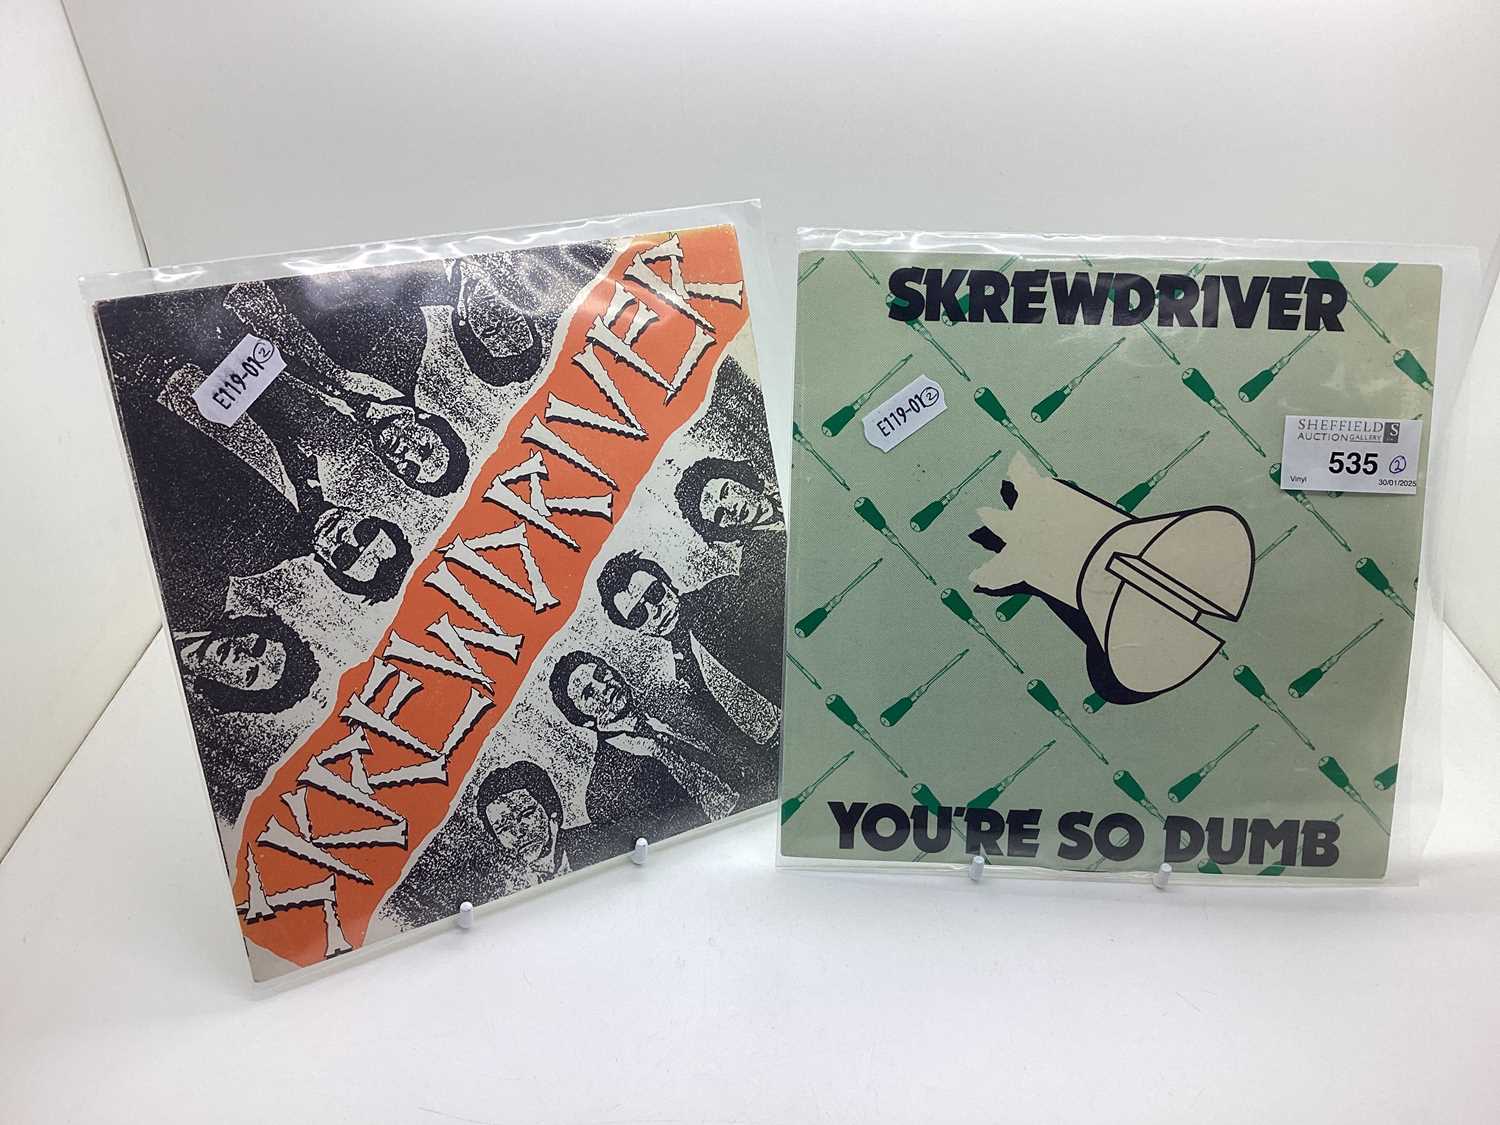 SKREWDRIVER
E119-01 2
SKREWDRIVER
E119-01 2
SHEFFIELD S
AUCTION GALLERY
535 2
Vinyl 30/01/2025
YOU'RE SO DUMB